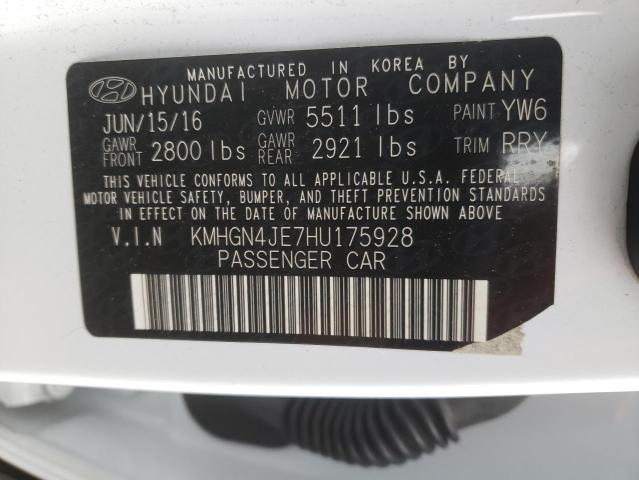 MANUFACTURED IN KOREA BY
HYUNDAI MOTOR COMPANY
JUN/15/16 GVWR 5511 lbs PAINT YW6
GAWR FRONT 2800 lbs GAWR REAR 2921 lbs TRIM RRY
THIS VEHICLE CONFORMS TO ALL APPLICABLE U.S.A. FEDERAL
MOTOR VEHICLE SAFETY, BUMPER, AND THEFT PREVENTION STANDARDS
IN EFFECT ON THE DATE OF MANUFACTURE SHOWN ABOVE
V.I.N KMHGN4JE7HU175928
PASSENGER CAR